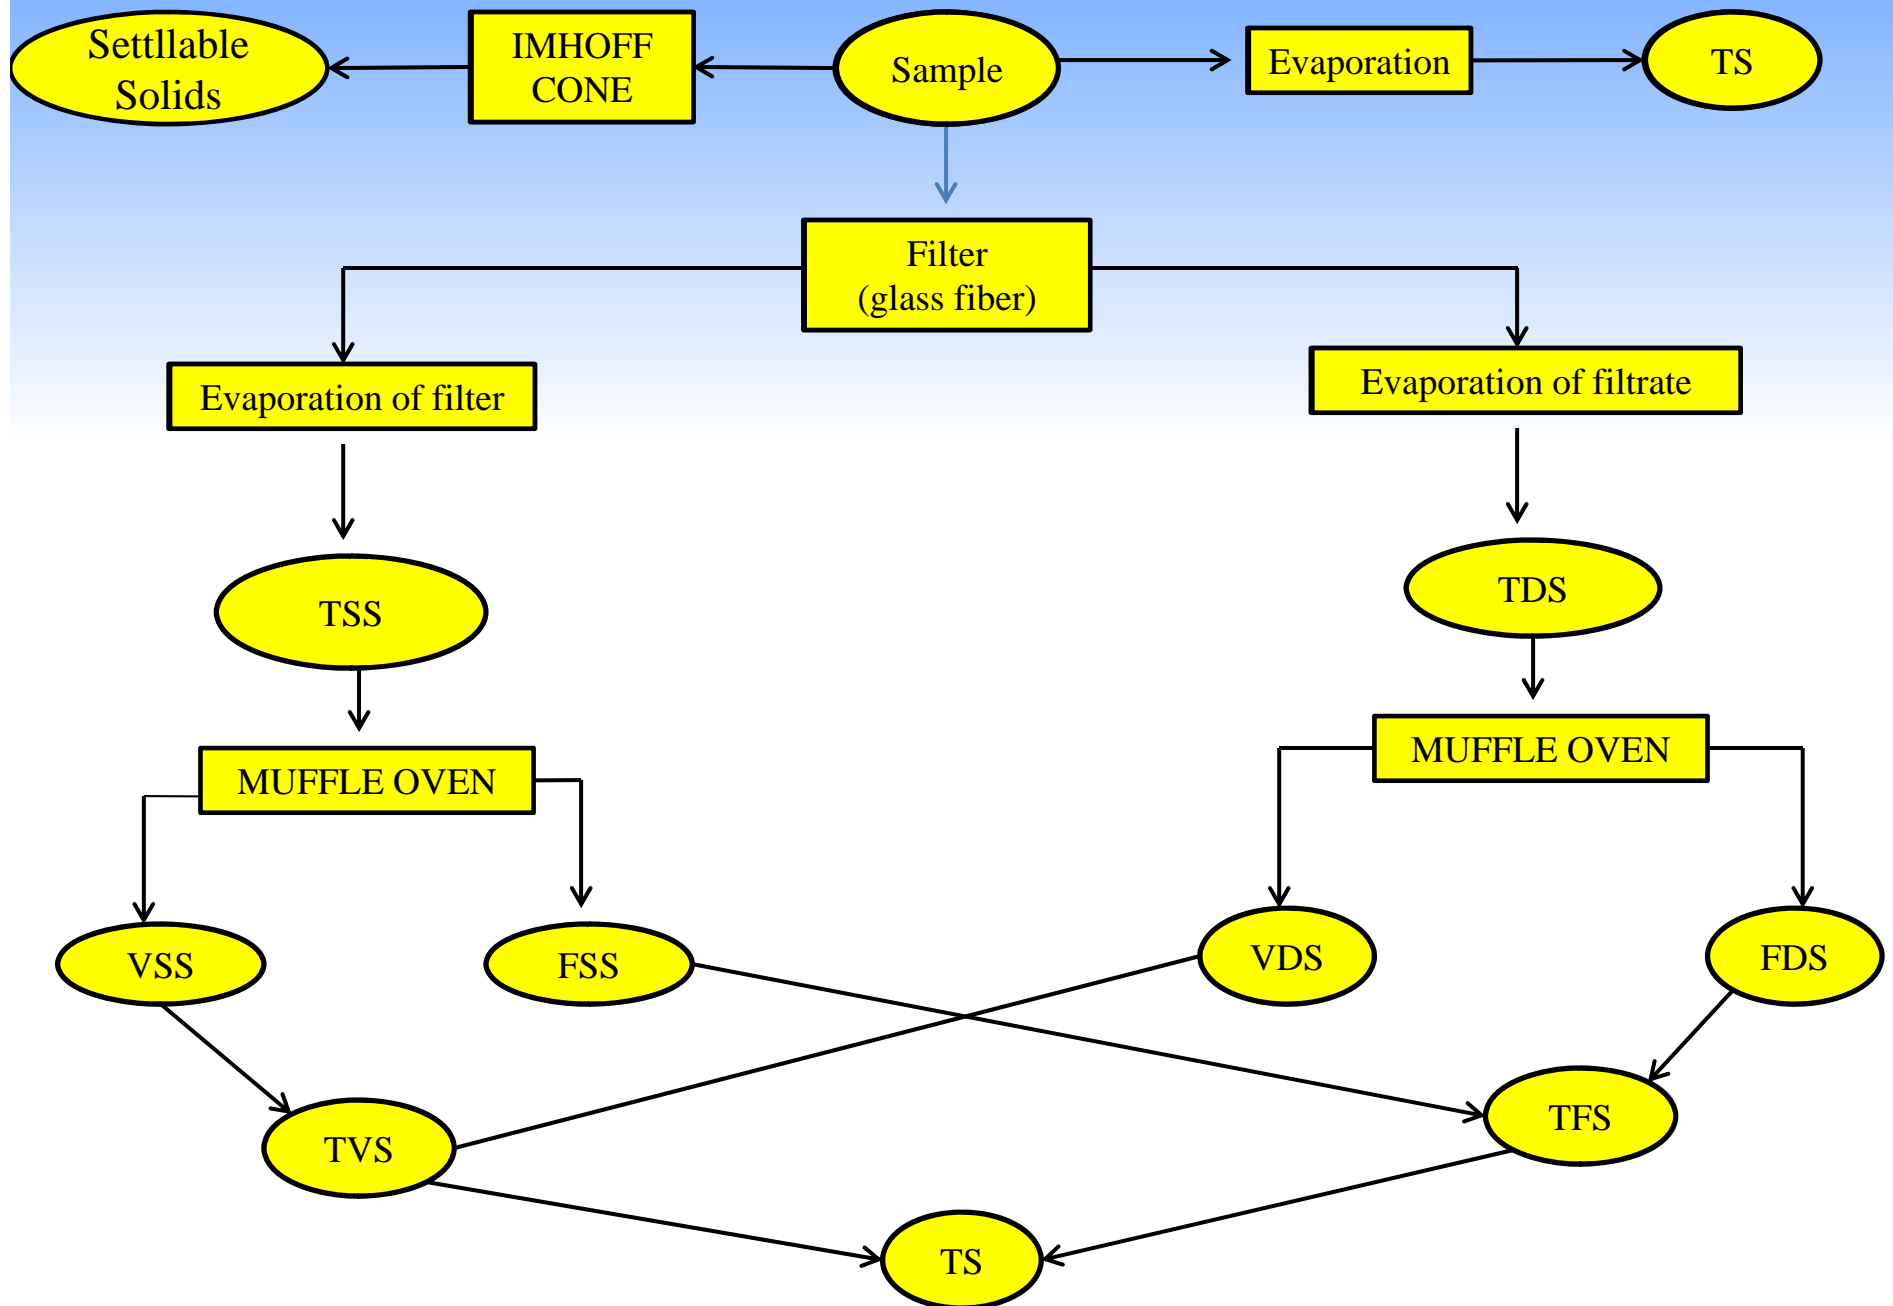 Settllable
Solids
IMHOFF
CONE
Sample
Evaporation
TS
Filter
(glass fiber)
Evaporation of filter
Evaporation of filtrate
TSS
TDS
MUFFLE OVEN
MUFFLE OVEN
VSS
FSS
VDS
FDS
TVS
TFS
TS